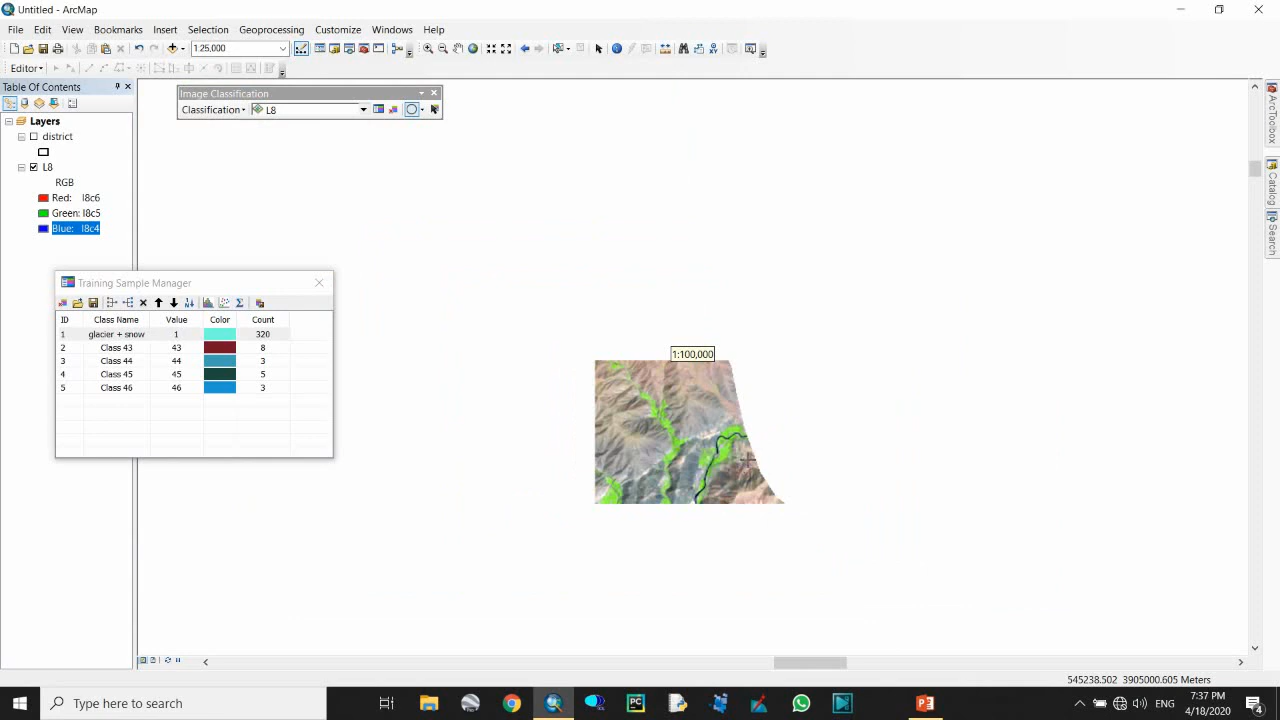 Untitled - ArcMap
File Edit View Bookmarks Insert Selection Geoprocessing Customize Windows Help
1:25,000
Editor
Table Of Contents
Layers
district
L8
RGB
Red: l8c6
Green: l8c5
Blue: l8c4
Image Classification
Classification L8
Training Sample Manager
ID Class Name Value Color Count
1 glacier + snow 1 320
2 Class 43 43 8
3 Class 44 44 3
4 Class 45 45 5
5 Class 46 46 3
1:100,000
ArcToolbox
Catalog
Search
545238.502 3905000.605 Meters
Type here to search
PC
ENG
7:37 PM
4/18/2020
4